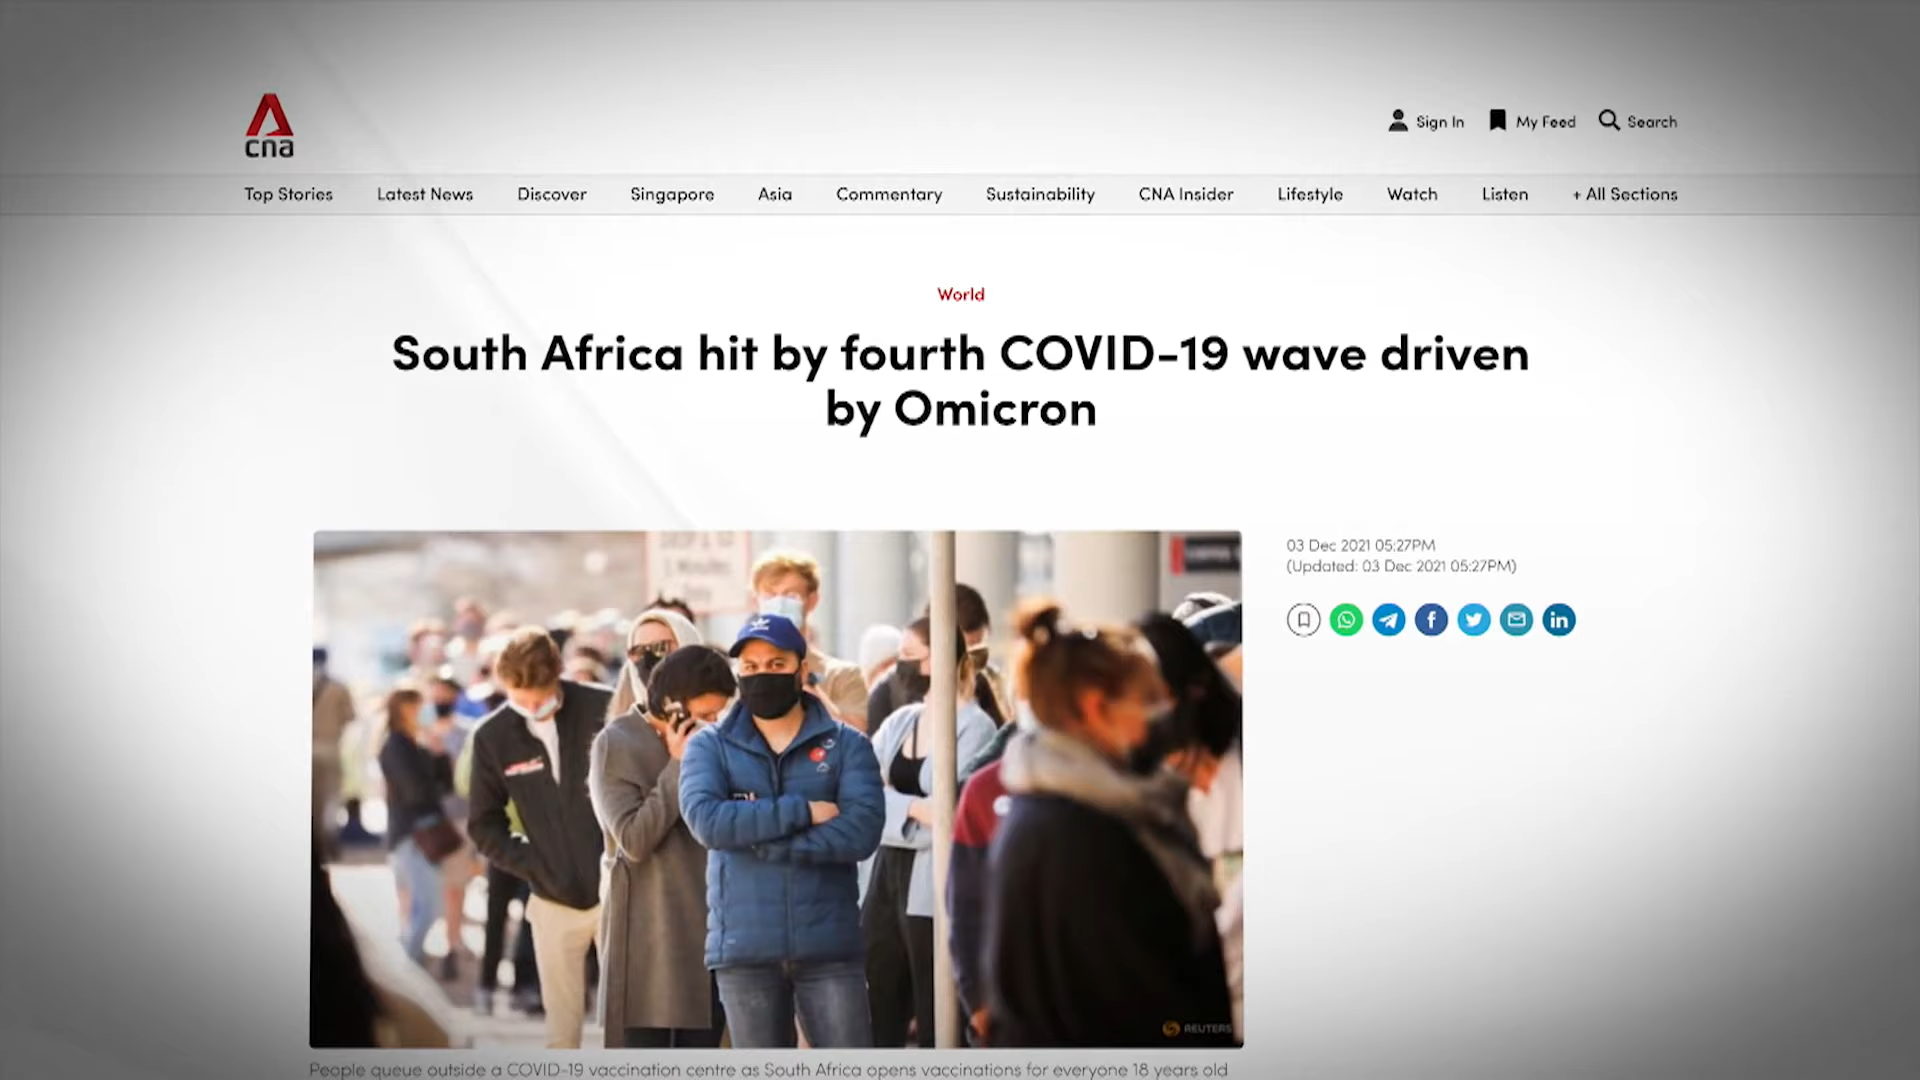 cna
Sign In
My Feed
Search
Top Stories
Latest News
Discover
Singapore
Asia
Commentary
Sustainability
CNA Insider
Lifestyle
Watch
Listen
+ All Sections
World
South Africa hit by fourth COVID-19 wave driven
by Omicron
03 Dec 2021 05:27PM
(Updated: 03 Dec 2021 05:27PM)
REUTERS
People queue outside a COVID-19 vaccination centre as South Africa opens vaccinations for everyone 18 years old